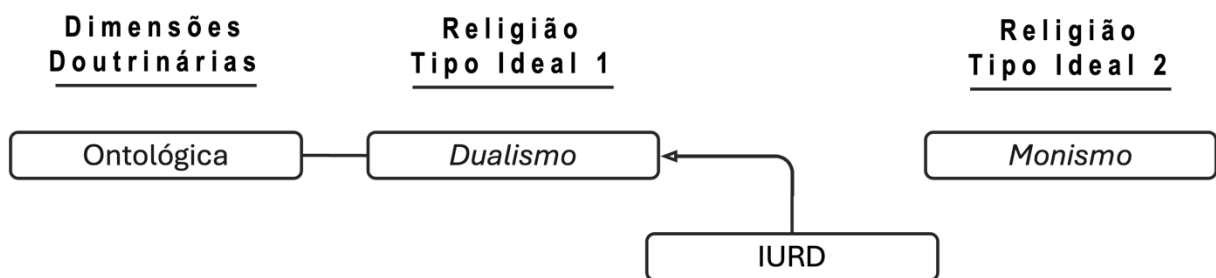 Dimensões
Doutrinárias
Religião
Tipo Ideal 1
Religião
Tipo Ideal 2
Ontológica
Dualismo
Monismo
IURD